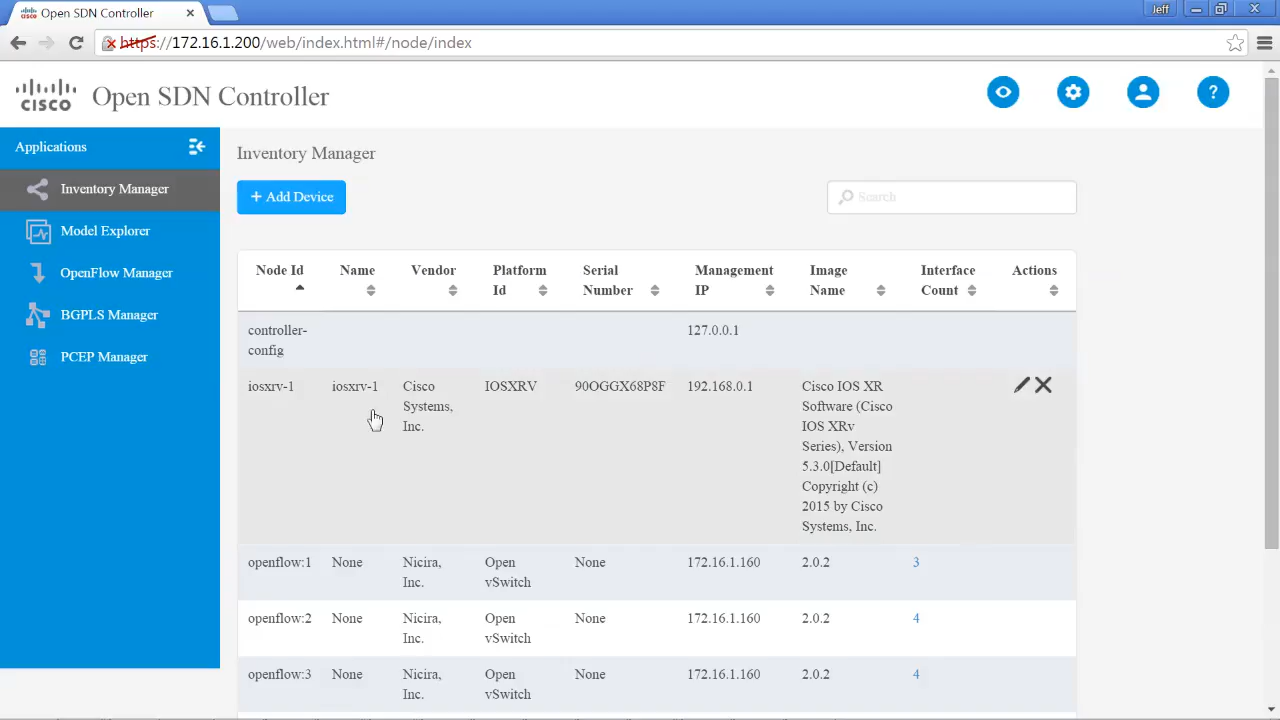 Open SDN Controller
Jeff
https://172.16.1.200/web/index.html#/node/index
CISCO
Open SDN Controller
?
Applications
Inventory Manager
Model Explorer
OpenFlow Manager
BGPLS Manager
PCEP Manager
Inventory Manager
+ Add Device
Search
Node Id Name Vendor Platform Id Serial Number Management IP Image Name Interface Count Actions
controller-
config
127.0.0.1
iosxrv-1
iosxrv-1
Cisco
Systems,
Inc.
IOSXRV
90OGGX68P8F
192.168.0.1
Cisco IOS XR
Software (Cisco
IOS XRv
Series), Version
5.3.0[Default]
Copyright (c)
2015 by Cisco
Systems, Inc.
openflow:1
None
Nicira,
Inc.
Open
vSwitch
None
172.16.1.160
2.0.2
3
openflow:2
None
Nicira,
Inc.
Open
vSwitch
None
172.16.1.160
2.0.2
4
openflow:3
None
Nicira,
Inc.
Open
vSwitch
None
172.16.1.160
2.0.2
4